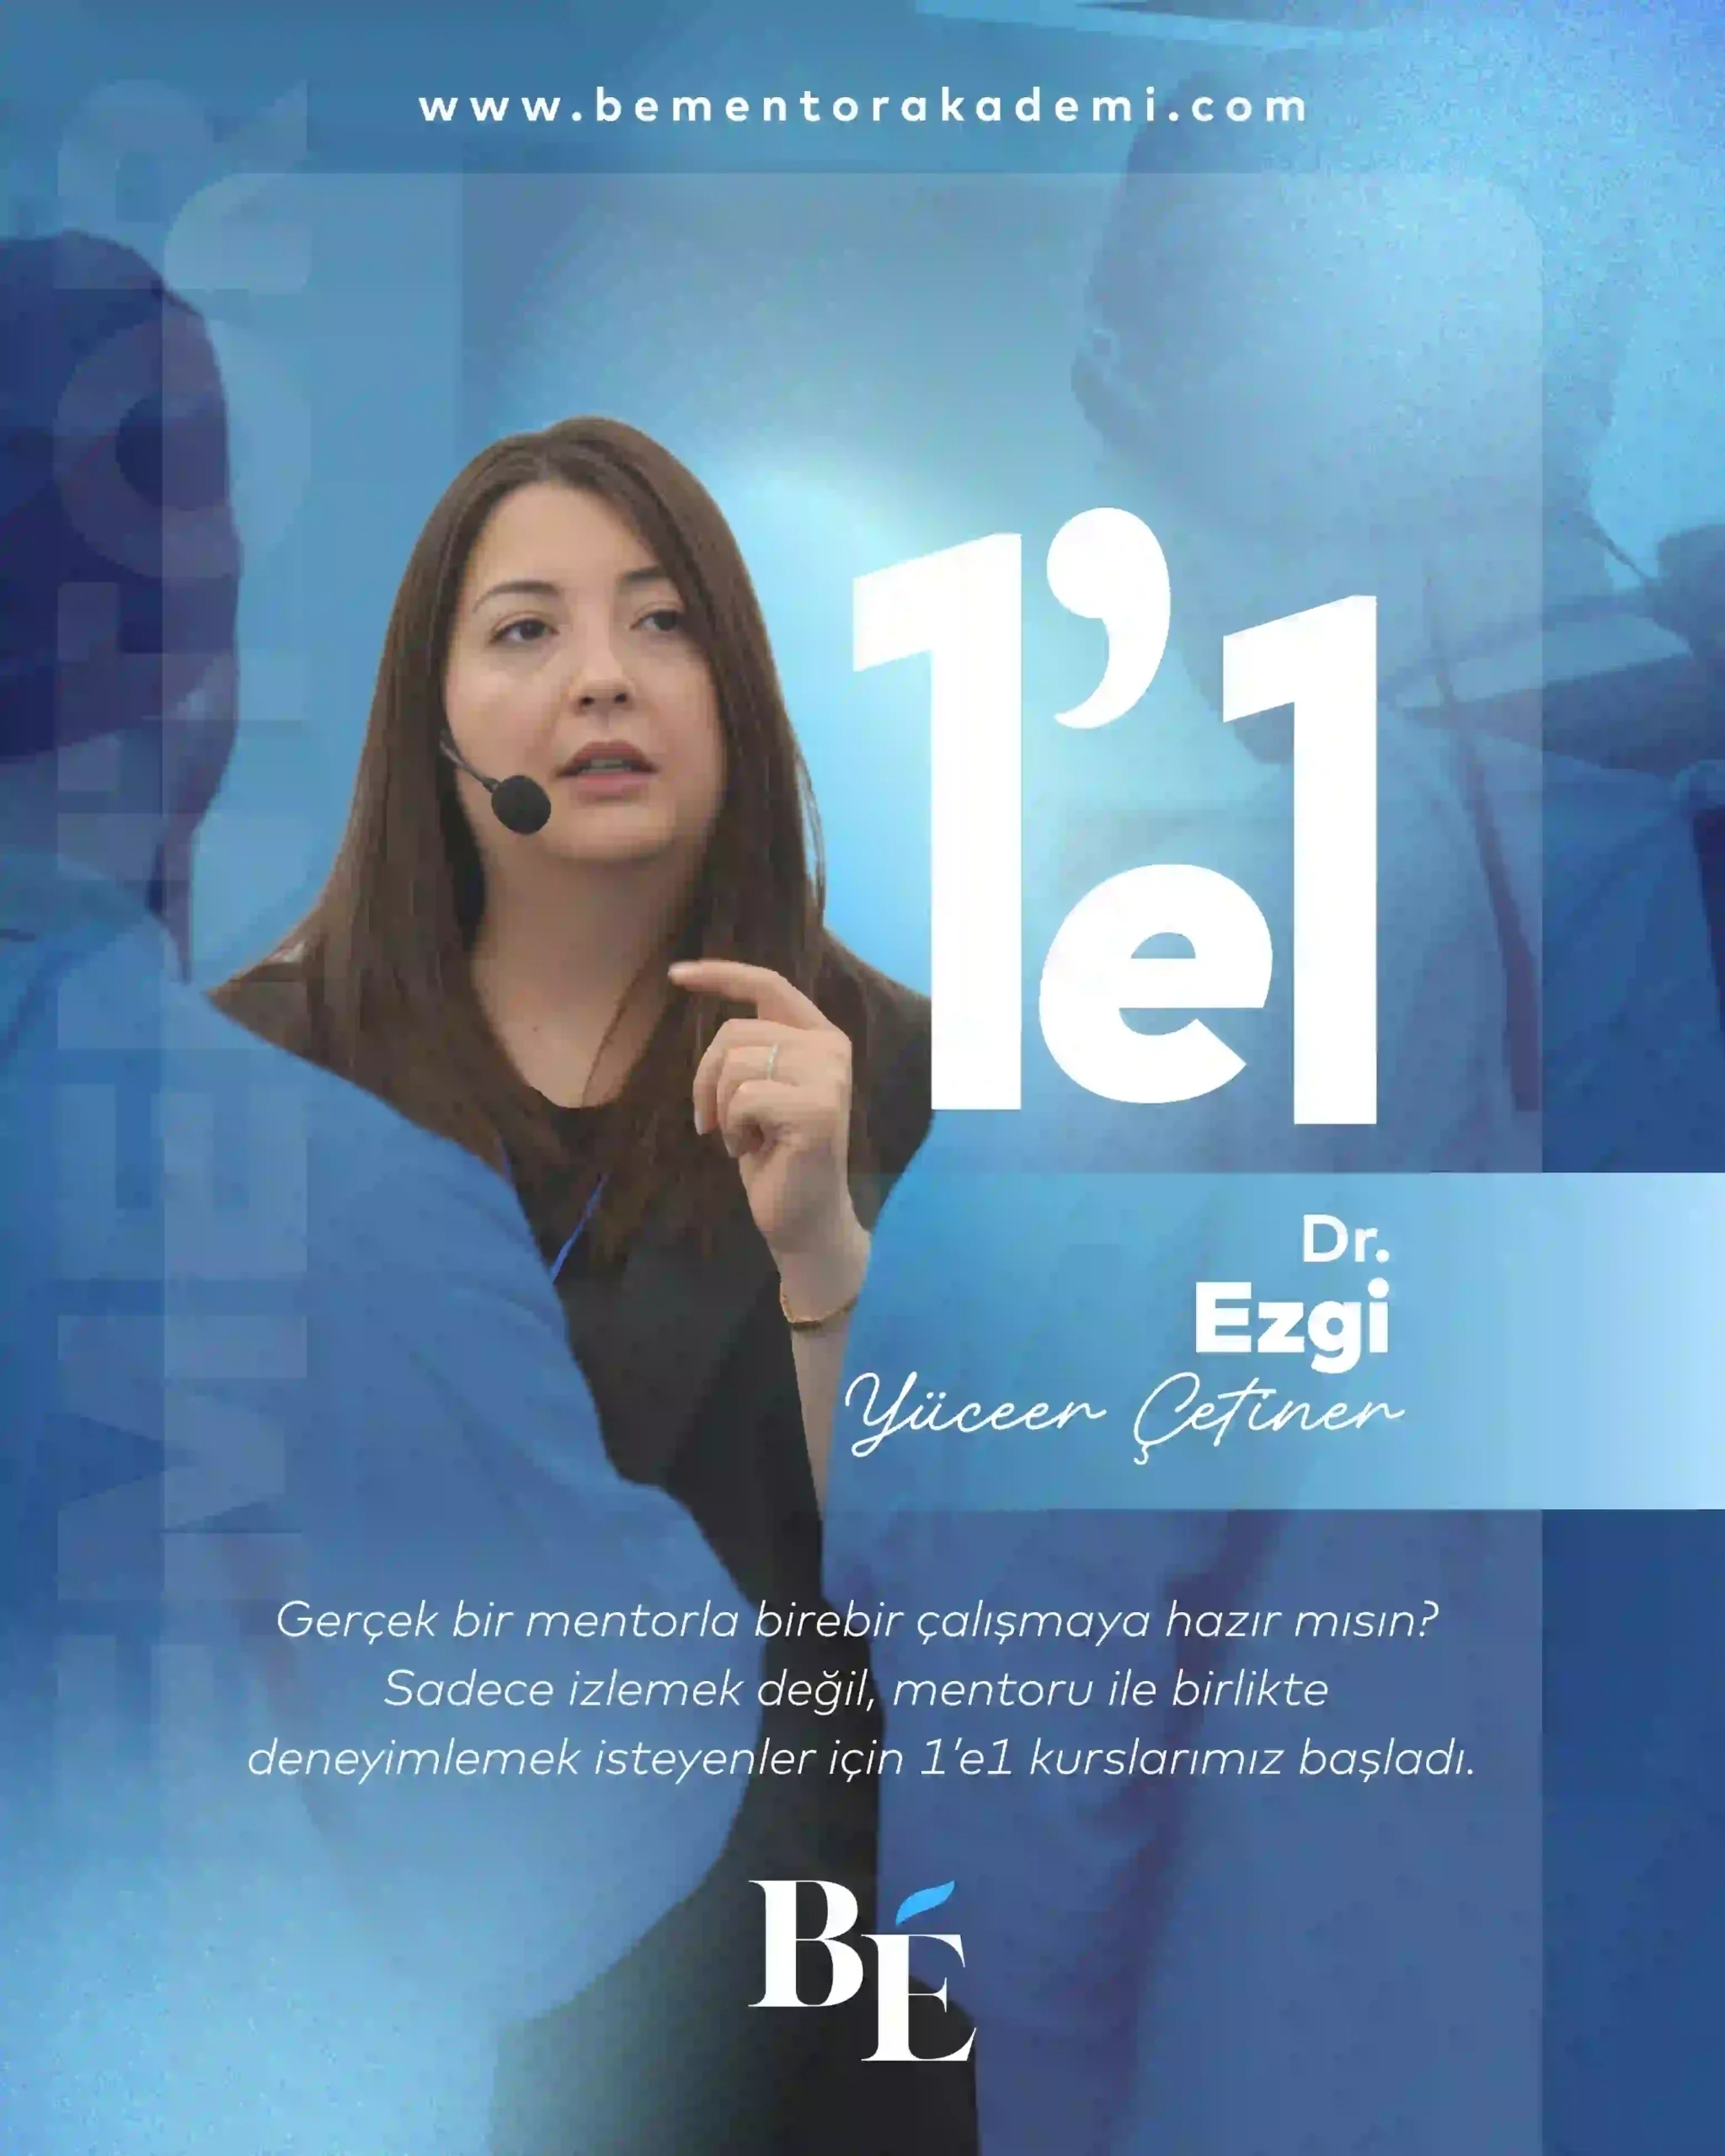 www.bementorakademi.com
1'e1
Dr.
Ezgi
Yüceer Çetiner
Gerçek bir mentorla birebir çalışmaya hazır mısın?
Sadece izlemek değil, mentoru ile birlikte
deneyimlemek isteyenler için 1'e1 kurslarımız başladı.
BÉ
BEMENTOR